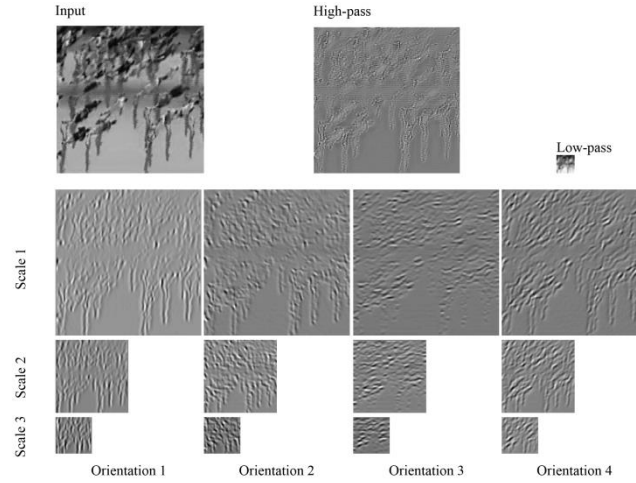 Input
High-pass
Low-pass
Scale 1
Scale 2
Scale 3
Orientation 1
Orientation 2
Orientation 3
Orientation 4